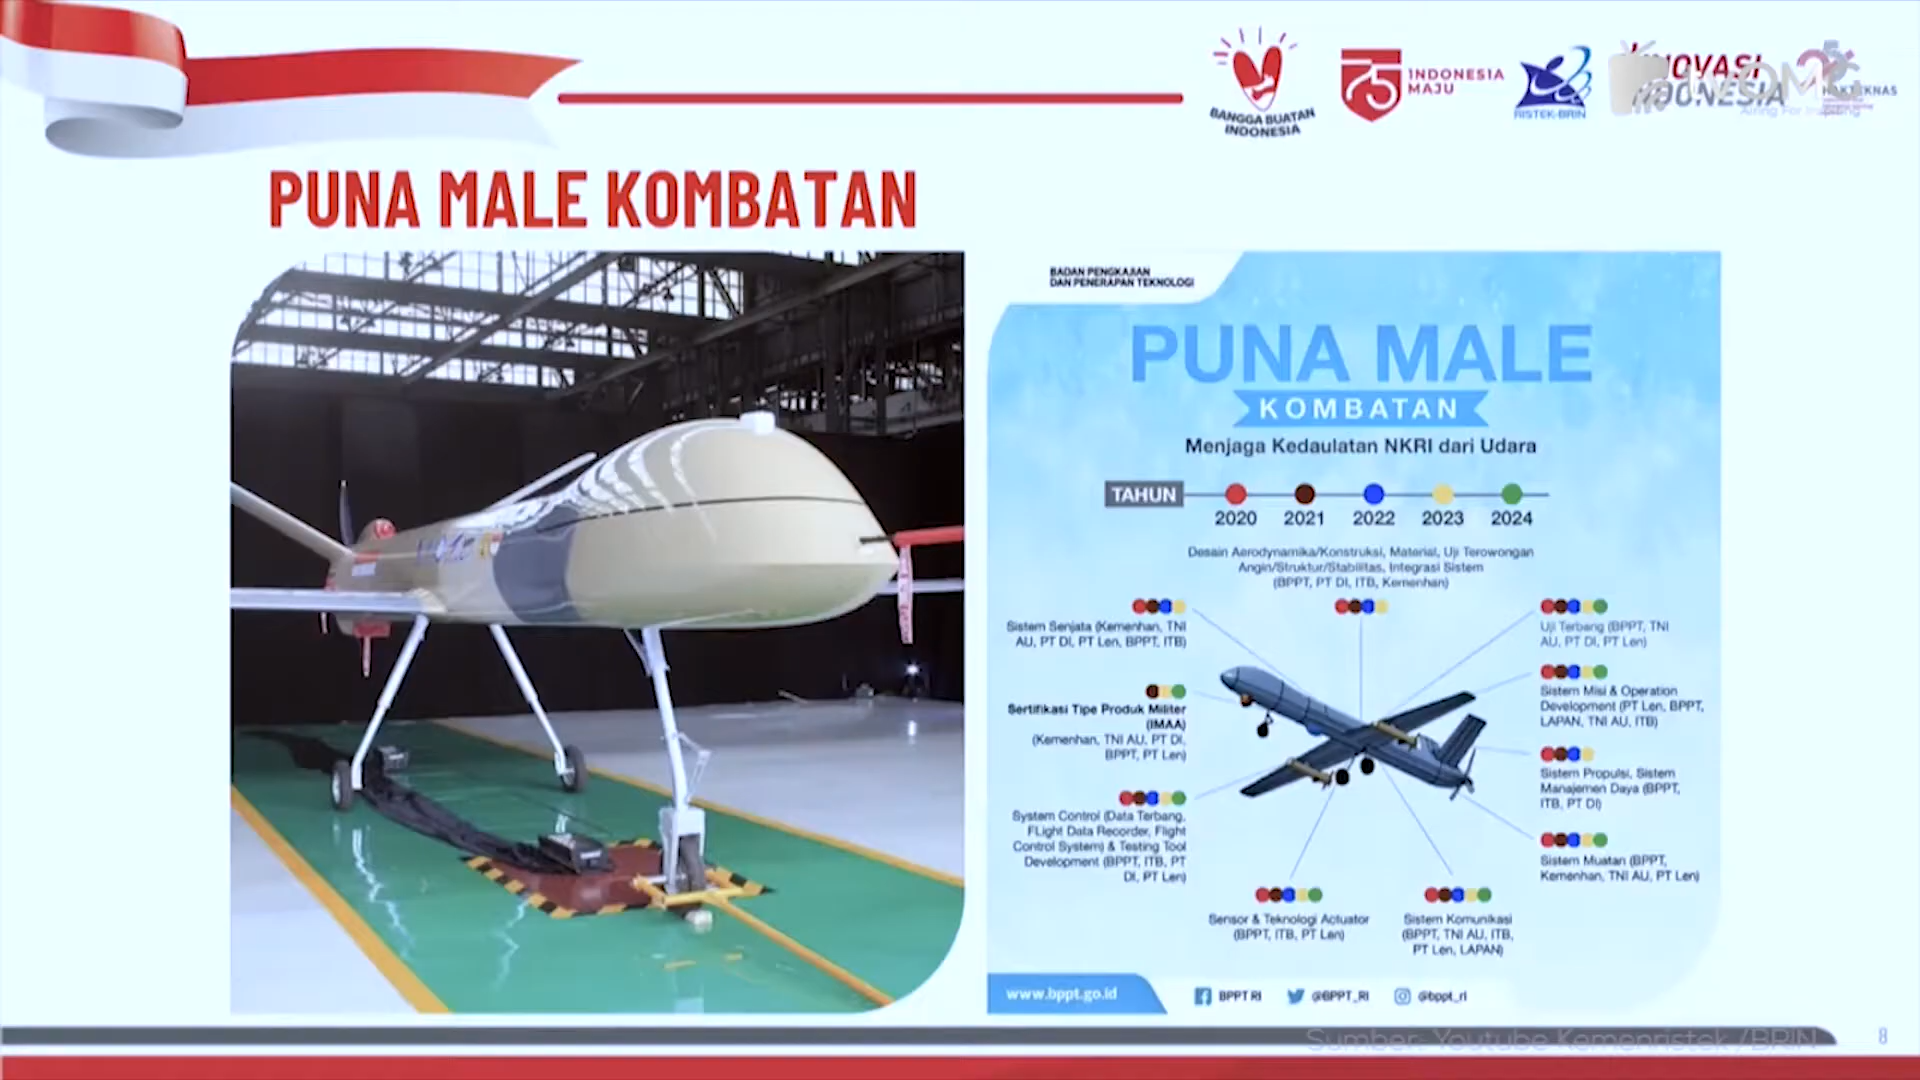 BANGGA BUATAN
INDONESIA
75 INDONESIA
MAJU
RISTEK-BRIN
INOVASI
INDONESIA
25
HAKTEKNAS
PUNA MALE KOMBATAN
BADAN PENGKAJIAN
DAN PENERAPAN TEKNOLOGI
PUNA MALE
KOMBATAN
Menjaga Kedaulatan NKRI dari Udara
TAHUN
2020 2021 2022 2023 2024
Desain Aerodynamika/Konstruksi, Material, Uji Terowongan
Angin/Struktur/Stabilitas, Integrasi Sistem
(BPPT, PT DI, ITB, Kemenhan)
Sistem Senjata (Kemenhan, TNI
AU, PT DI, PT Len, BPPT, ITB)
Sertifikasi Tipe Produk Militer
(IMAA)
(Kemenhan, TNI AU, PT DI,
BPPT, PT Len)
System Control (Data Terbang,
FLight Data Recorder, Flight
Control System) & Testing Tool
Development (BPPT, ITB, PT
DI, PT Len)
Sensor & Teknologi Actuator
(BPPT, ITB, PT Len)
Sistem Komunikasi
(BPPT, TNI AU, ITB,
PT Len, LAPAN)
Uji Terbang (BPPT, TNI
AU, PT DI, PT Len)
Sistem Misi & Operation
Development (PT Len, BPPT,
LAPAN, TNI AU, ITB)
Sistem Propulsi, Sistem
Manajemen Daya (BPPT,
ITB, PT DI)
Sistem Muatan (BPPT,
Kemenhan, TNI AU, PT Len)
www.bppt.go.id
BPPT RI @BPPT_RI @bppt_ri
Sumber: Youtube Kemenristek /BRIN
8